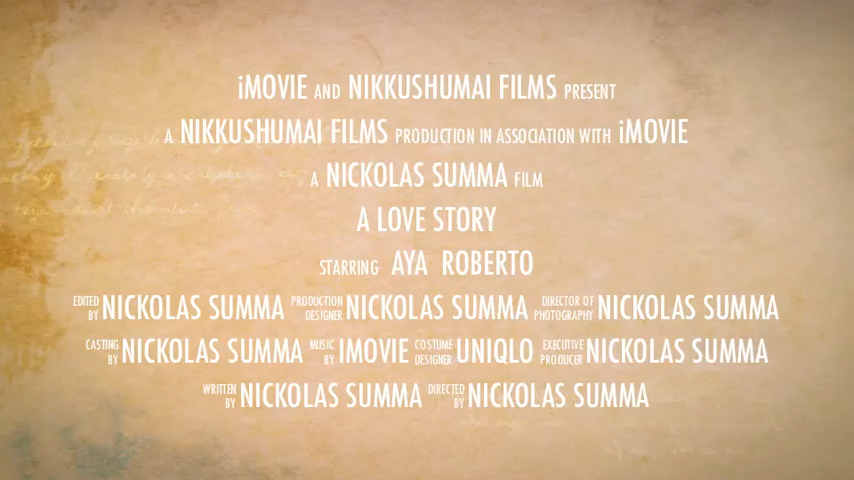 iMOVIE AND NIKKUSHUMAI FILMS PRESENT
A NIKKUSHUMAI FILMS PRODUCTION IN ASSOCIATION WITH iMOVIE
A NICKOLAS SUMMA FILM
A LOVE STORY
STARRING AYA ROBERTO
EDITED BY NICKOLAS SUMMA PRODUCTION DESIGNER NICKOLAS SUMMA DIRECTOR OF PHOTOGRAPHY NICKOLAS SUMMA
CASTING BY NICKOLAS SUMMA MUSIC BY IMOVIE COSTUME DESIGNER UNIQLO EXECUTIVE PRODUCER NICKOLAS SUMMA
WRITTEN BY NICKOLAS SUMMA DIRECTED BY NICKOLAS SUMMA